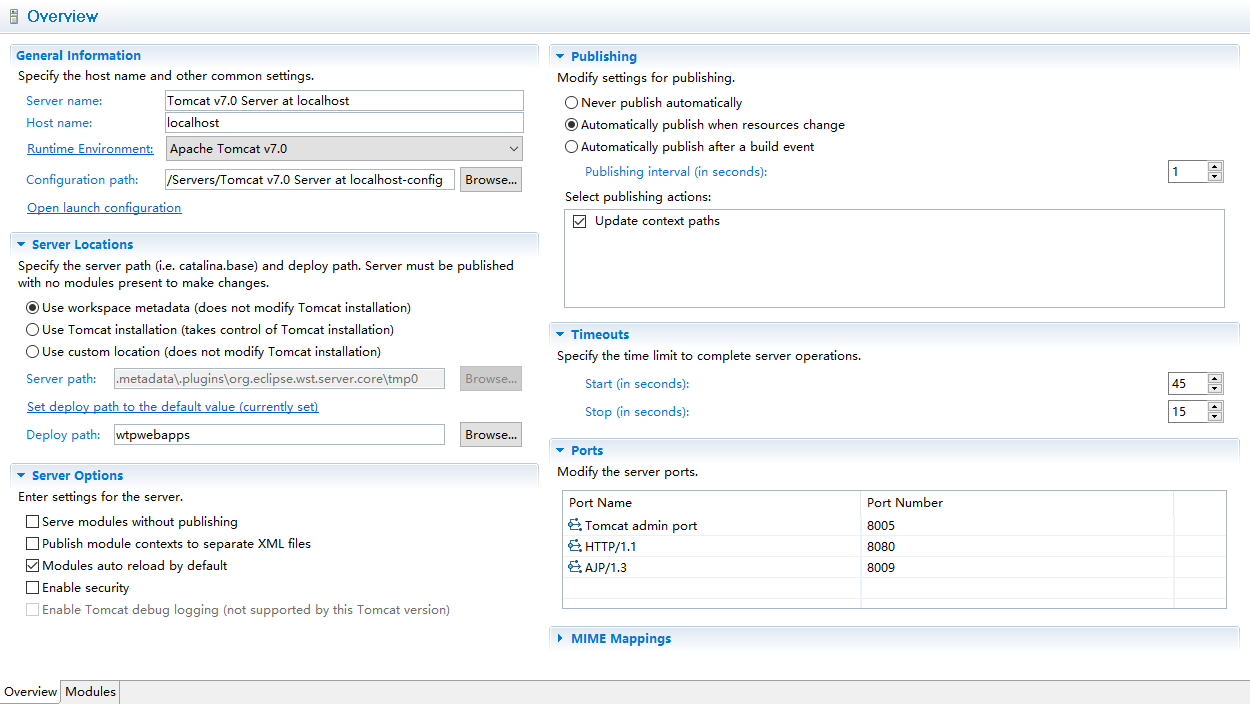 Overview
General Information
Specify the host name and other common settings.
Server name: Tomcat v7.0 Server at localhost
Host name: localhost
Runtime Environment: Apache Tomcat v7.0
Configuration path: /Servers/Tomcat v7.0 Server at localhost-config Browse...
Open launch configuration
Server Locations
Specify the server path (i.e. catalina.base) and deploy path. Server must be published
with no modules present to make changes.
Use workspace metadata (does not modify Tomcat installation)
Use Tomcat installation (takes control of Tomcat installation)
Use custom location (does not modify Tomcat installation)
Server path: .metadata\.plugins\org.eclipse.wst.server.core\tmp0 Browse...
Set deploy path to the default value (currently set)
Deploy path: wtpwebapps Browse...
Server Options
Enter settings for the server.
Serve modules without publishing
Publish module contexts to separate XML files
Modules auto reload by default
Enable security
Enable Tomcat debug logging (not supported by this Tomcat version)
Publishing
Modify settings for publishing.
Never publish automatically
Automatically publish when resources change
Automatically publish after a build event
Publishing interval (in seconds): 1
Select publishing actions:
Update context paths
Timeouts
Specify the time limit to complete server operations.
Start (in seconds): 45
Stop (in seconds): 15
Ports
Modify the server ports.
Port Name Port Number
Tomcat admin port 8005
HTTP/1.1 8080
AJP/1.3 8009
MIME Mappings
Overview Modules